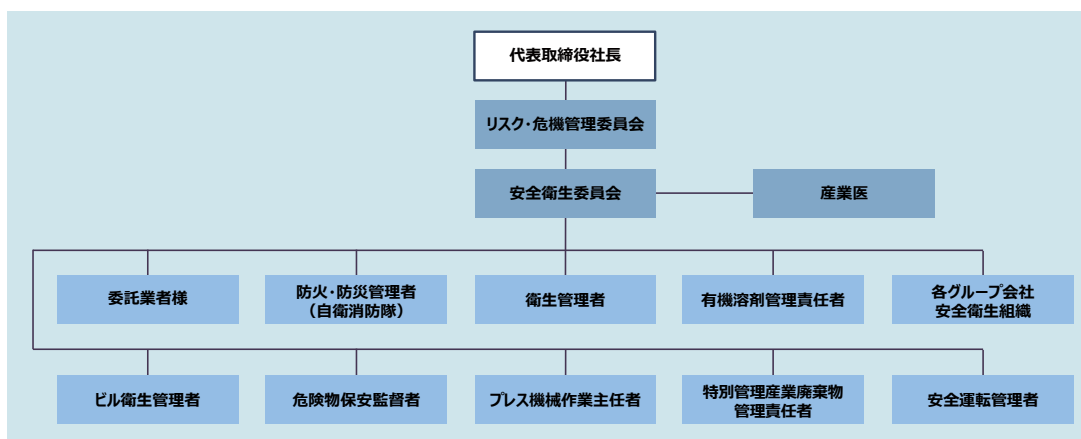 代表取締役社長
リスク・危機管理委員会
安全衛生委員会
産業医
委託業者様
防火・防災管理者
（自衛消防隊）
衛生管理者
有機溶剤管理責任者
各グループ会社
安全衛生組織
ビル衛生管理者
危険物保安監督者
プレス機械作業主任者
特別管理産業廃棄物
管理責任者
安全運転管理者